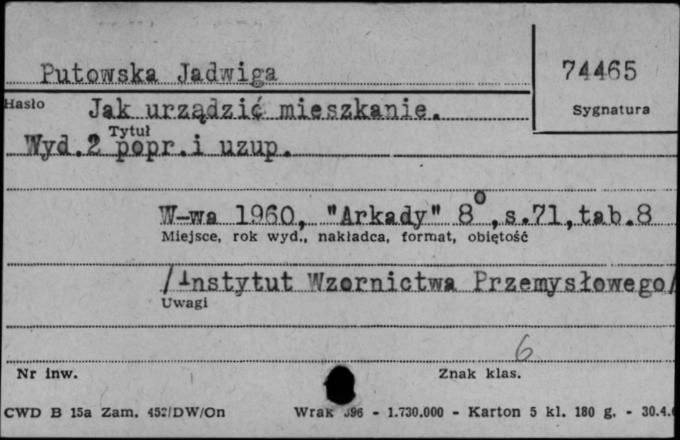 Putowska Jadwiga
74465
Hasło Jak urządzić mieszkanie.
Sygnatura
Tytuł
Wyd.2 popr.i uzup.
W-wa 1960, "Arkady" 8⁰,s.71,tab.8
Miejsce, rok wyd., nakładca, format, objętość
/Instytut Wzornictwa Przemysłowego/
Uwagi
6
Nr inw. Znak klas.
CWD B 15a Zam. 452/DW/On Wrak 396 - 1.730.000 - Karton 5 kl. 180 g. - 30.4.